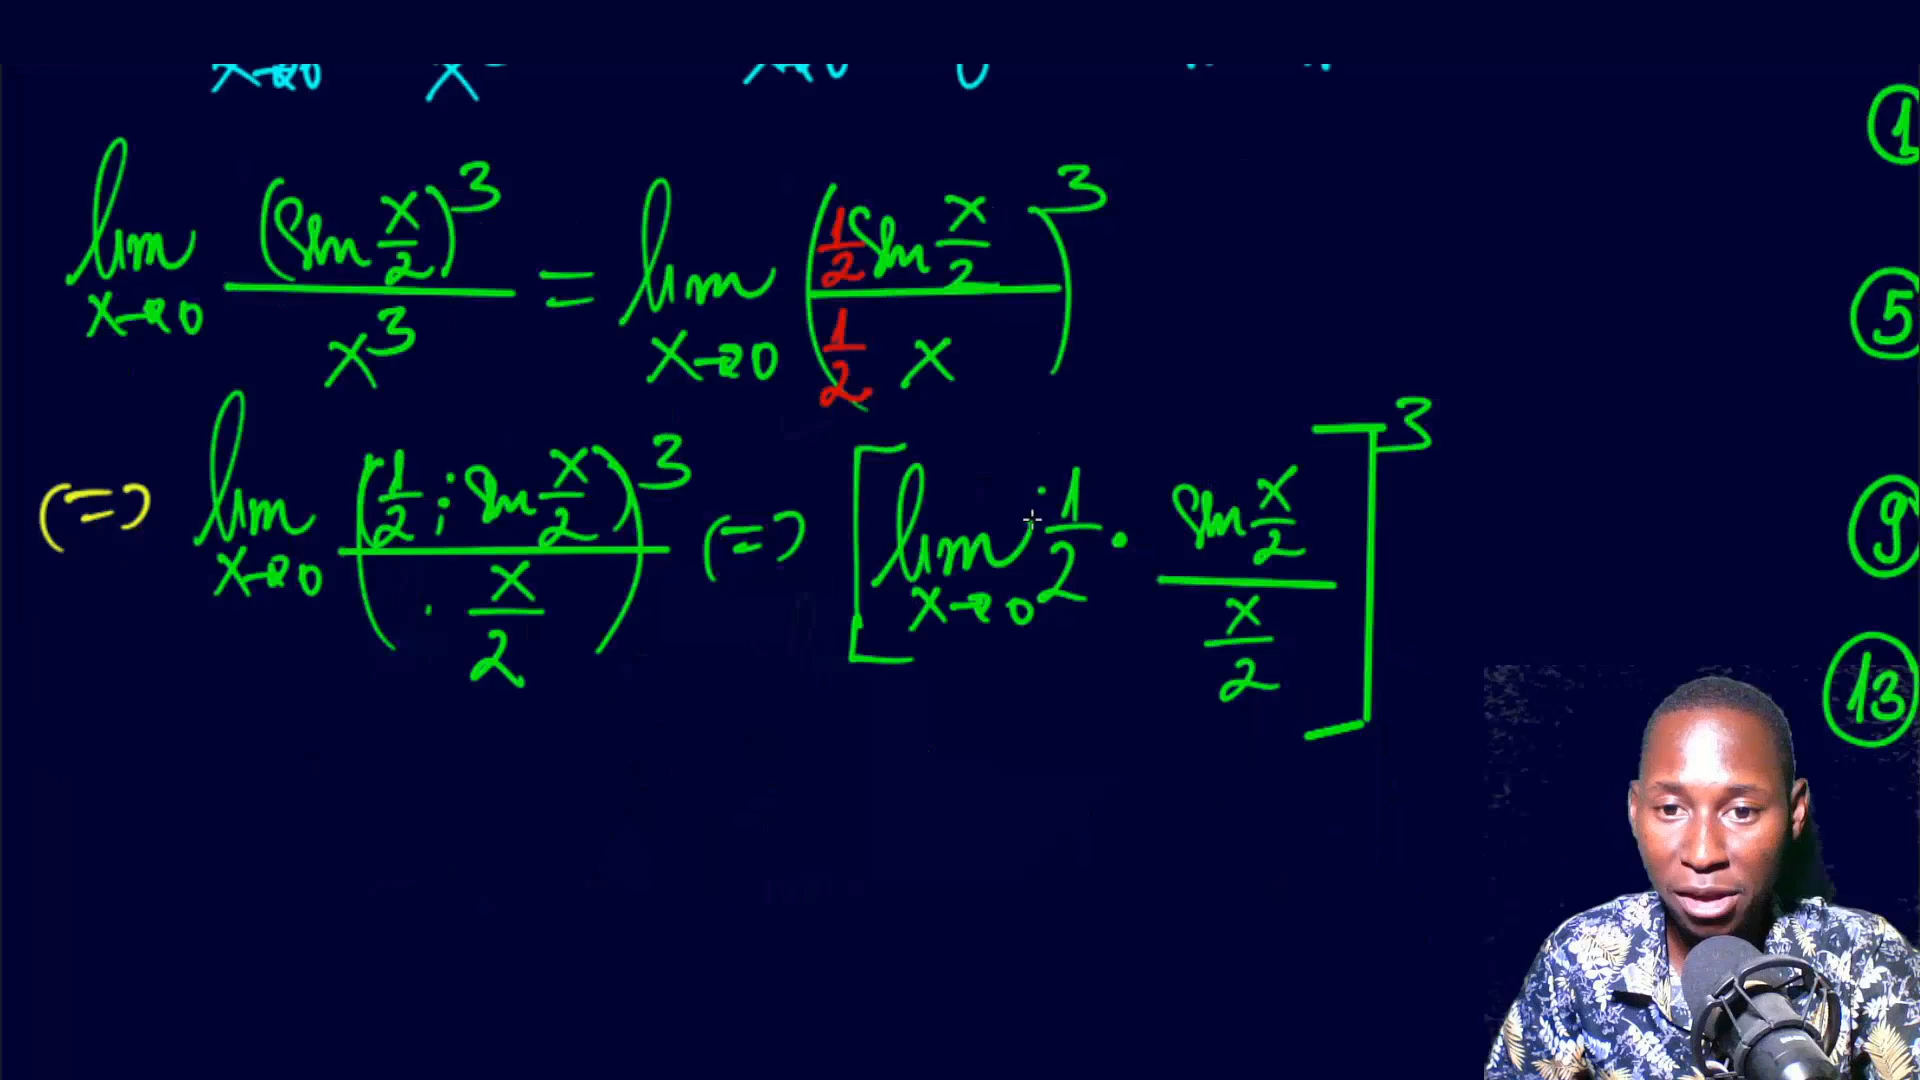 lim x→0 (sin x/2)^3 / x^3 = lim x→0 (1/2 sin x/2 / 1/2 x)^3
(=) lim x→0 (1/2 · sin x/2 / · x/2)^3 (=) [lim x→0 1/2 · sin x/2 / x/2]^3
1
5
9
13